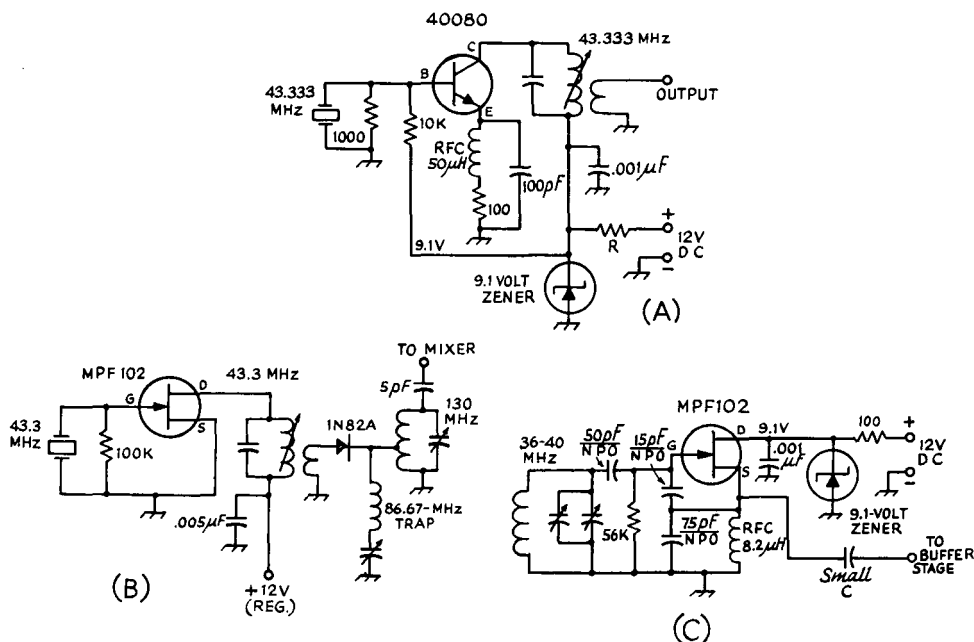 40080
C
B
E
43.333 MHz
43.333
MHz
1000
10K
RFC
50µH
100
100pF
OUTPUT
.001µF
R
+
12V
DC
−
9.1V
9.1 VOLT
ZENER
(A)
MPF 102
G
D
S
43.3 MHz
43.3
MHz
100K
.005µF
+12V
(REG.)
1N82A
TO MIXER
5pF
130
MHz
86.67-MHz
TRAP
(B)
MPF102
36-40
MHz
50pF
NPO
15pF
NPO
G
D
S
9.1V
.001
µF
100
+
12V
DC
−
9.1-VOLT
ZENER
56K
75pF
NPO
RFC
8.2µH
Small
C
TO
BUFFER
STAGE
(C)